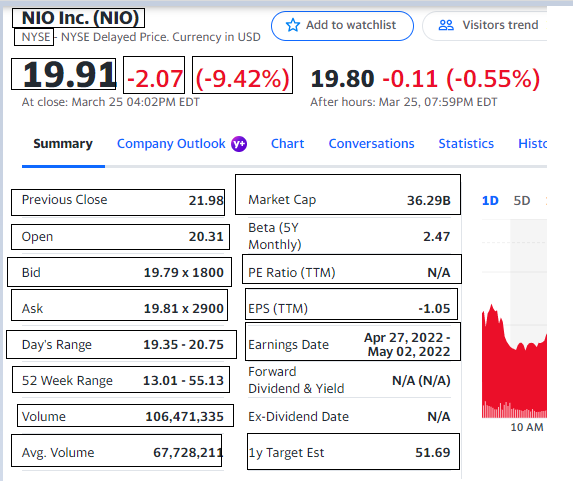 NIO Inc. (NIO)
NYSE - NYSE Delayed Price. Currency in USD
Add to watchlist
Visitors trend
19.91 -2.07 (-9.42%)
19.80 -0.11 (-0.55%)
At close: March 25 04:02PM EDT
After hours: Mar 25, 07:59PM EDT
Summary Company Outlook Y+ Chart Conversations Statistics
Previous Close 21.98
Open 20.31
Bid 19.79 x 1800
Ask 19.81 x 2900
Day's Range 19.35 - 20.75
52 Week Range 13.01 - 55.13
Volume 106,471,335
Avg. Volume 67,728,211
Market Cap 36.29B
Beta (5Y
Monthly) 2.47
PE Ratio (TTM) N/A
EPS (TTM) -1.05
Earnings Date Apr 27, 2022 -
May 02, 2022
Forward
Dividend & Yield N/A (N/A)
Ex-Dividend Date N/A
1y Target Est 51.69
1D 5D
10 AM